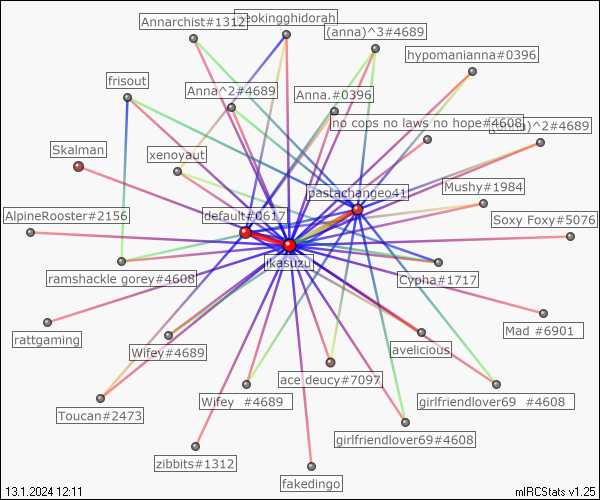 Annarchist#1312
neokingghidorah
(anna)^3#4689
hypomanianna#0396
frisout
Anna^2#4689
Anna.#0396
no cops no laws no hope#4608
)^2#4689
Skalman
xenoyaut
pastachangeo41
Mushy#1984
AlpineRooster#2156
default#0617
Soxy Foxy#5076
ikasuzu
ramshackle gorey#4608
Cypha#1717
rattgaming
Wifey#4689
avelicious
Mad #6901
ace deucy#7097
Toucan#2473
Wifey #4689
girlfriendlover69 #4608
girlfriendlover69#4608
zibbits#1312
fakedingo
13.1.2024 12:11
mIRCStats v1.25